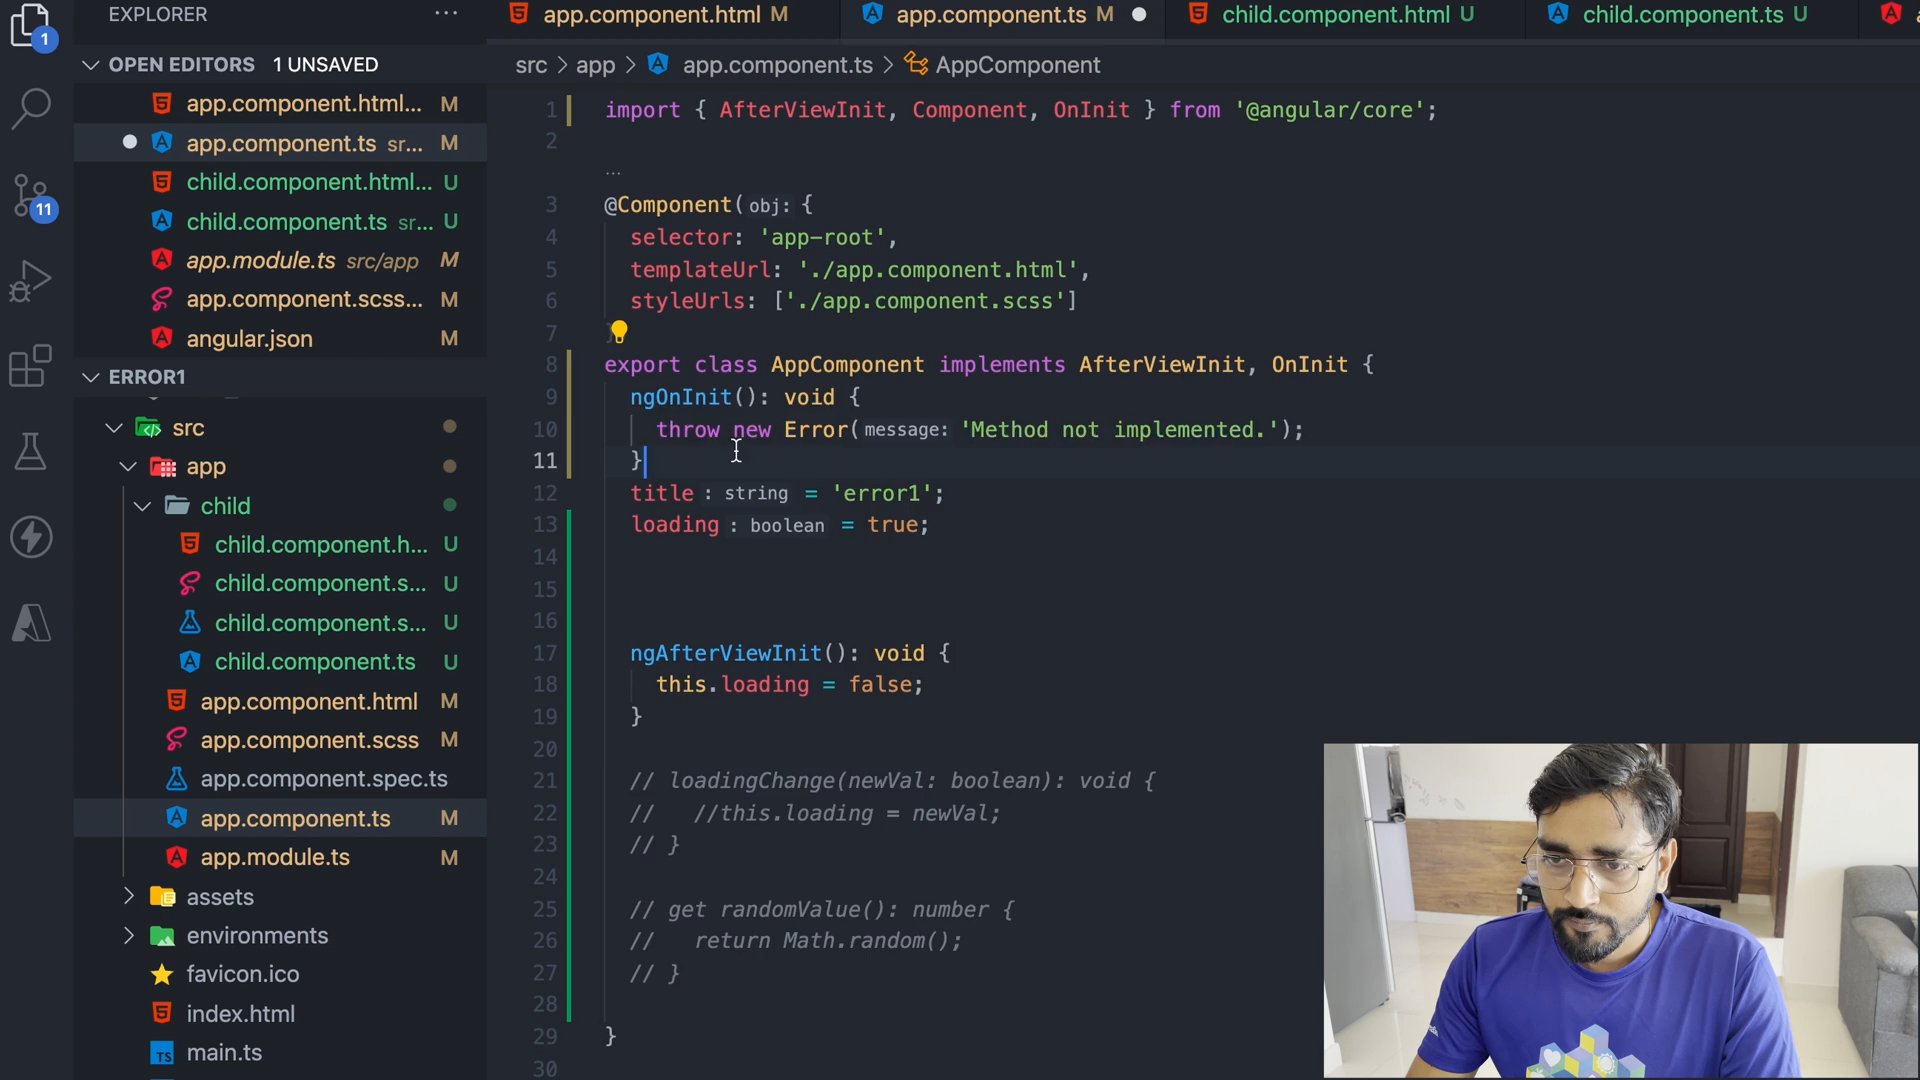 EXPLORER
...
app.component.html M
app.component.ts M
child.component.html U
child.component.ts U
1
OPEN EDITORS 1 UNSAVED
app.component.html... M
app.component.ts sr... M
child.component.html... U
child.component.ts sr... U
app.module.ts src/app M
app.component.scss... M
angular.json M
11
ERROR1
src
app
child
child.component.h... U
child.component.s... U
child.component.s... U
child.component.ts U
app.component.html M
app.component.scss M
app.component.spec.ts
app.component.ts M
app.module.ts M
assets
environments
favicon.ico
index.html
TS main.ts
src > app > app.component.ts > AppComponent
1 import { AfterViewInit, Component, OnInit } from '@angular/core';
2
...
3 @Component( obj: {
4 selector: 'app-root',
5 templateUrl: './app.component.html',
6 styleUrls: ['./app.component.scss']
7 }
8 export class AppComponent implements AfterViewInit, OnInit {
9 ngOnInit(): void {
10 throw new Error( message: 'Method not implemented.');
11 }
12 title : string = 'error1';
13 loading : boolean = true;
14
15
16
17 ngAfterViewInit(): void {
18 this.loading = false;
19 }
20
21 // loadingChange(newVal: boolean): void {
22 // //this.loading = newVal;
23 // }
24
25 // get randomValue(): number {
26 // return Math.random();
27 // }
28
29 }
30